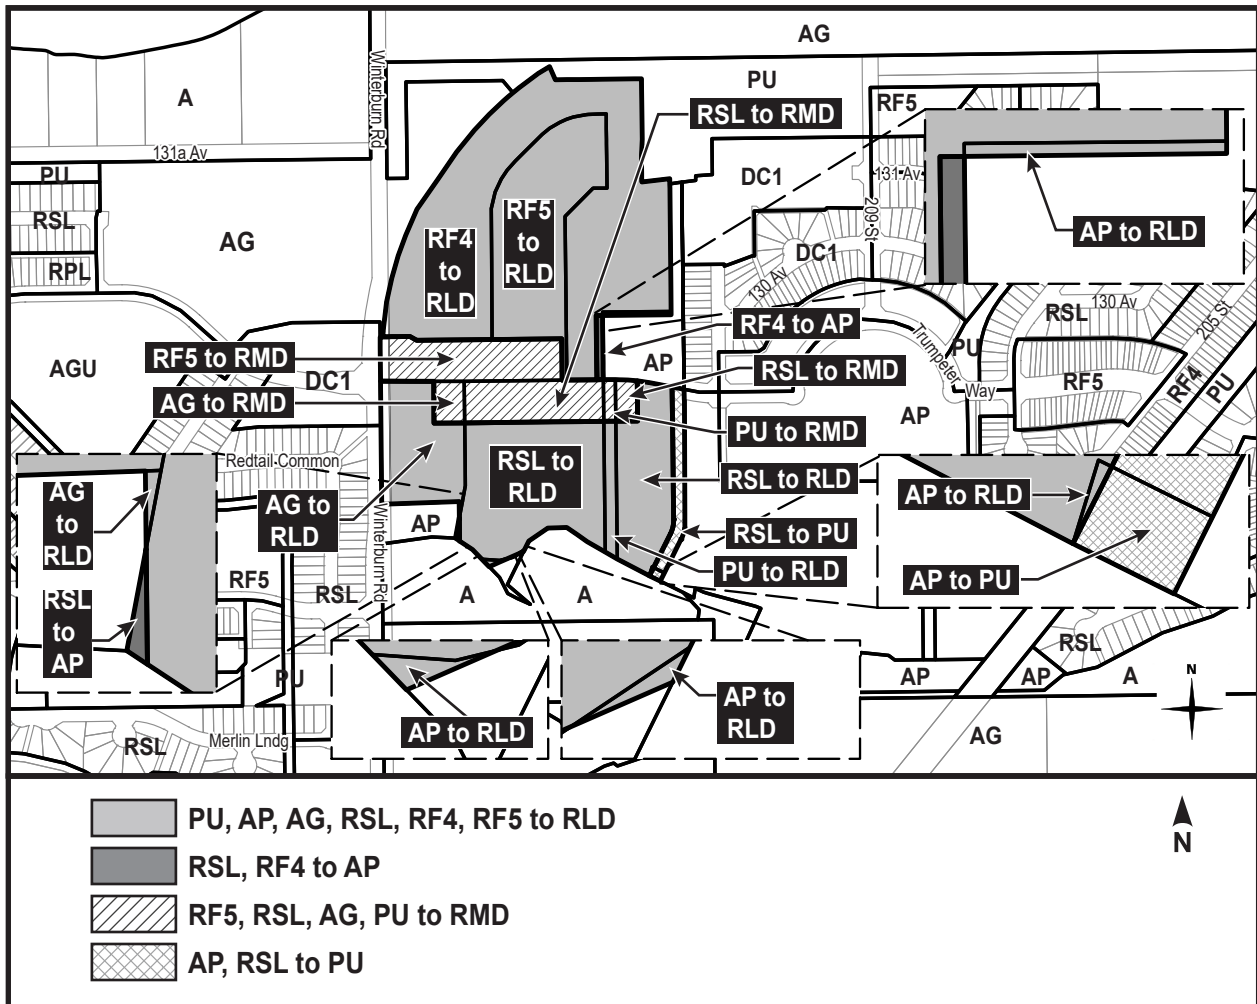 AG
A
PU
RF5
Winterburn Rd
RSL to RMD
131a Av
PU
DC1
131 Av
RSL
AG
RF4
to
RLD
RF5
to
RLD
209 St
AP to RLD
RPL
DC1
130 Av
RSL
130 Av
205 St
RF4 to AP
Trumpeter Way
PU
RF5 to RMD
AP
AGU
DC1
RSL to RMD
RF5
RF4
PU
AG to RMD
AP
PU to RMD
Redtail Common
RSL to
RLD
RSL to RLD
AG
to
RLD
AG to
RLD
Winterburn Rd
AP
AP to RLD
RSL to PU
PU to RLD
AP to PU
RSL
to
AP
RF5
RSL
A
A
RSL
PU
AP
AP
A
N
AP to RLD
AP to
RLD
RSL
Merlin Lndg
AG
PU, AP, AG, RSL, RF4, RF5 to RLD
RSL, RF4 to AP
N
RF5, RSL, AG, PU to RMD
AP, RSL to PU